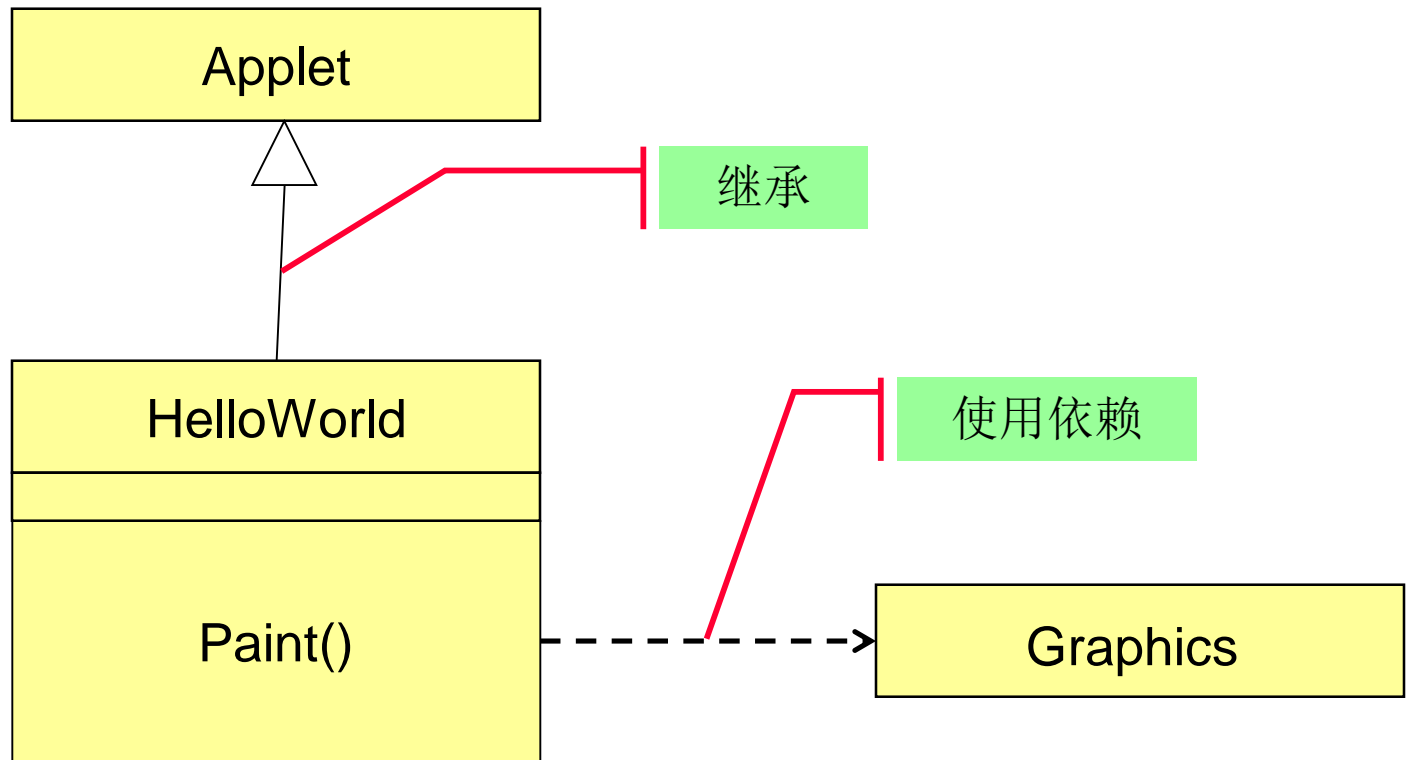 Applet
继承
HelloWorld
使用依赖
Paint()
Graphics